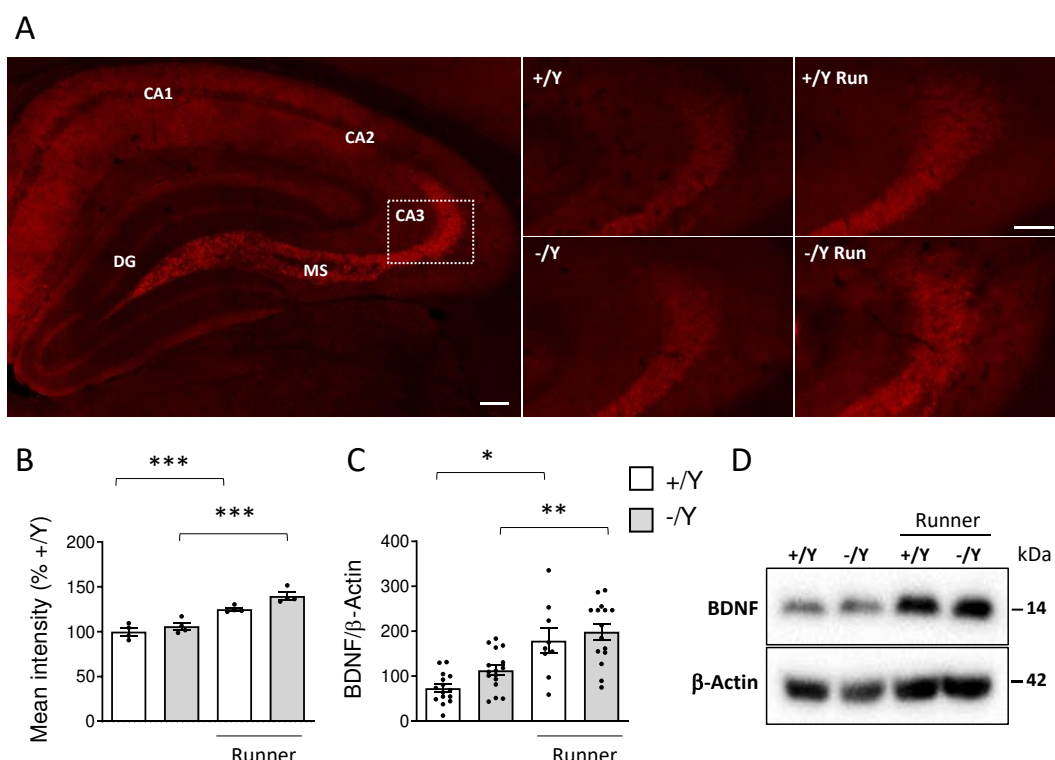 A
CA1
CA2
CA3
DG
MS
+/Y
+/Y Run
-/Y
-/Y Run
B
***
***
Mean intensity (% +/Y)
200
150
100
50
0
Runner
C
*
**
+/Y
-/Y
BDNF/β-Actin
400
300
200
100
0
Runner
D
Runner
+/Y -/Y +/Y -/Y kDa
BDNF 14
β-Actin 42